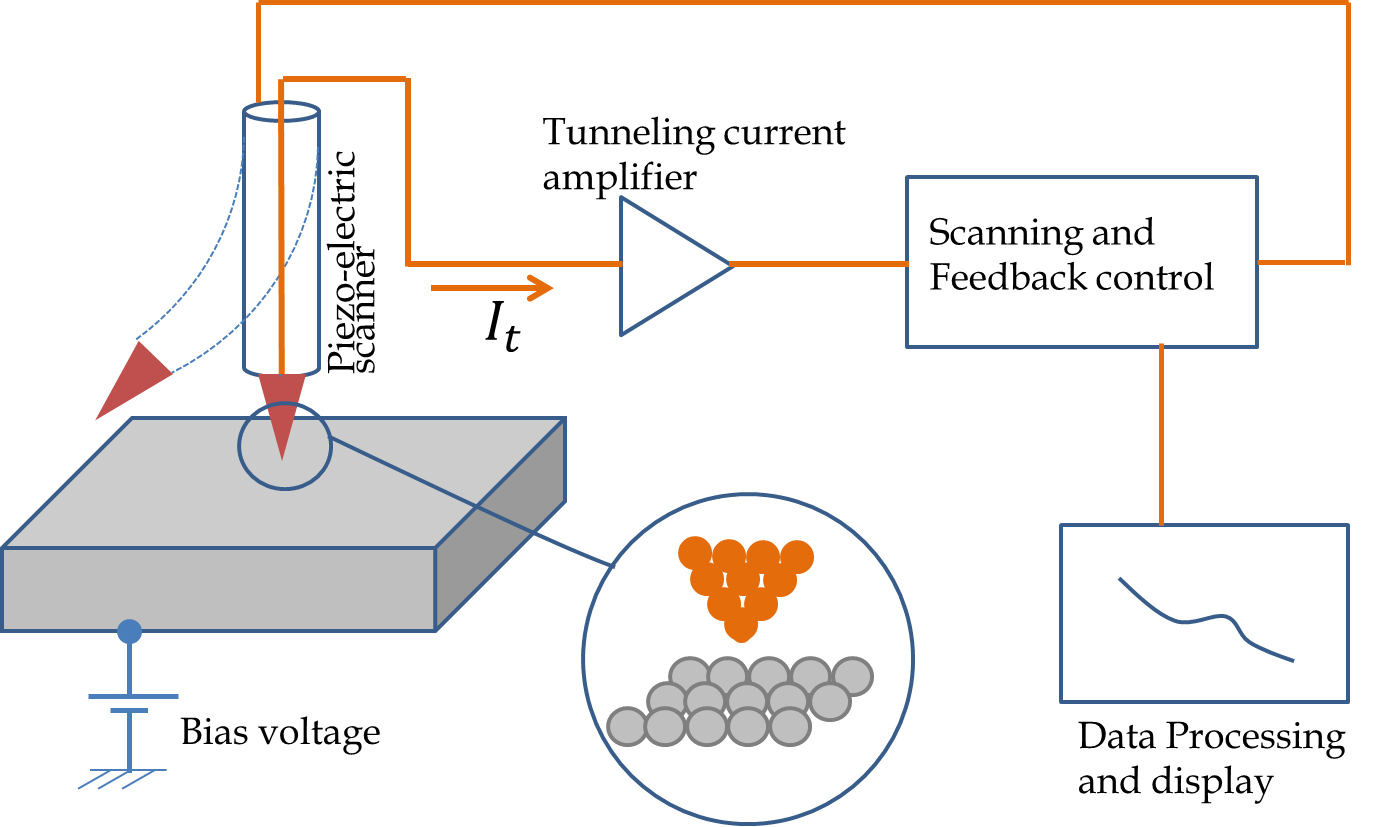 Tunneling current
amplifier
Piezo-electric
scanner
Scanning and
Feedback control
I_t
Bias voltage
Data Processing
and display